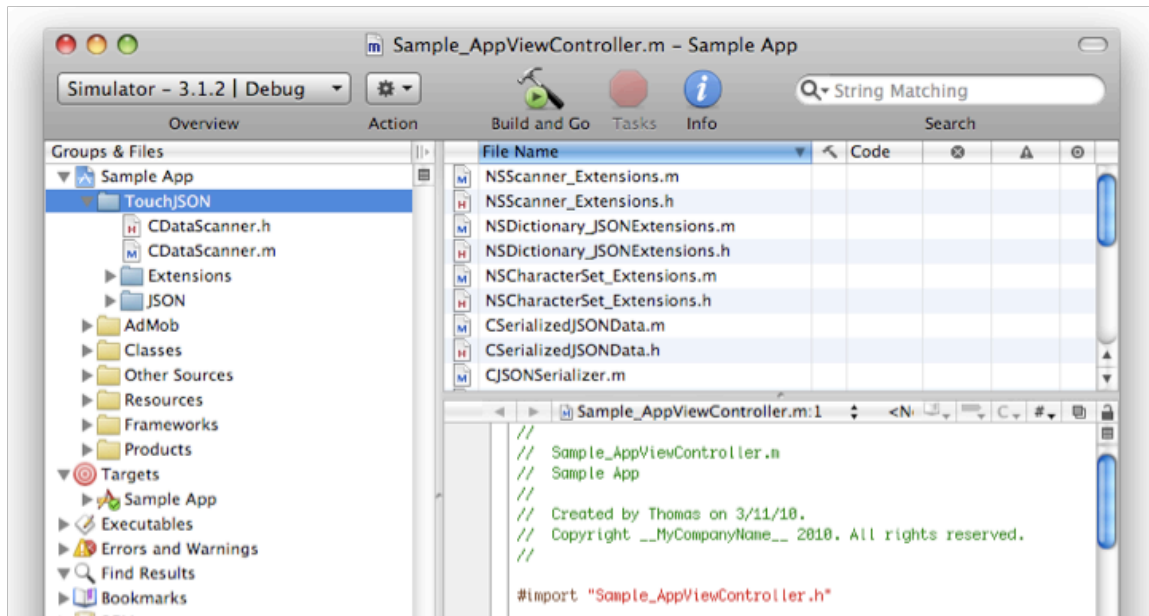 Sample_AppViewController.m – Sample App
Simulator – 3.1.2 | Debug
Overview
Action
Build and Go
Tasks
Info
String Matching
Search
Groups & Files
Sample App
TouchJSON
CDataScanner.h
CDataScanner.m
Extensions
JSON
AdMob
Classes
Other Sources
Resources
Frameworks
Products
Targets
Sample App
Executables
Errors and Warnings
Find Results
Bookmarks
File Name
Code
NSScanner_Extensions.m
NSScanner_Extensions.h
NSDictionary_JSONExtensions.m
NSDictionary_JSONExtensions.h
NSCharacterSet_Extensions.m
NSCharacterSet_Extensions.h
CSerializedJSONData.m
CSerializedJSONData.h
CJSONSerializer.m
Sample_AppViewController.m:1 <N C #
//
// Sample_AppViewController.m
// Sample App
//
// Created by Thomas on 3/11/10.
// Copyright __MyCompanyName__ 2010. All rights reserved.
//
#import "Sample_AppViewController.h"